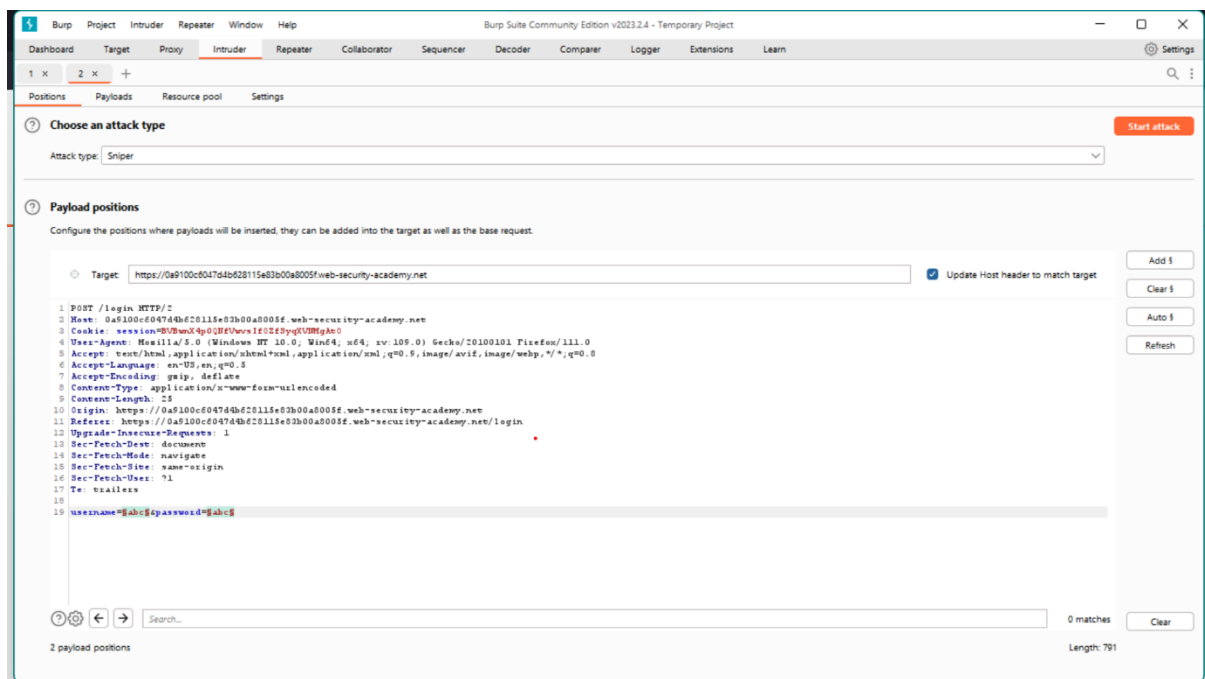 Burp Project Intruder Repeater Window Help Burp Suite Community Edition v2023.2.4 - Temporary Project
Dashboard Target Proxy Intruder Repeater Collaborator Sequencer Decoder Comparer Logger Extensions Learn Settings
1 × 2 × +
Positions Payloads Resource pool Settings
? Choose an attack type Start attack
Attack type: Sniper
? Payload positions
Configure the positions where payloads will be inserted, they can be added into the target as well as the base request.
Add §
Target: https://0a9100c6047d4b628115e83b00a8005f.web-security-academy.net Update Host header to match target
Clear §
1 POST /login HTTP/2
2 Host: 0a9100c6047d4b628115e83b00a8005f.web-security-academy.net
Auto §
3 Cookie: session=
4 User-Agent: Mozilla/5.0 (Windows NT 10.0; Win64; x64; rv:109.0) Gecko/20100101 Firefox/111.0
Refresh
5 Accept: text/html,application/xhtml+xml,application/xml;q=0.9,image/avif,image/webp,*/*;q=0.8
6 Accept-Language: en-US,en;q=0.5
7 Accept-Encoding: gzip, deflate
8 Content-Type: application/x-www-form-urlencoded
9 Content-Length: 25
10 Origin: https://0a9100c6047d4b628115e83b00a8005f.web-security-academy.net
11 Referer: https://0a9100c6047d4b628115e83b00a8005f.web-security-academy.net/login
12 Upgrade-Insecure-Requests: 1
13 Sec-Fetch-Dest: document
14 Sec-Fetch-Mode: navigate
15 Sec-Fetch-Site: same-origin
16 Sec-Fetch-User: ?1
17 Te: trailers
18
19 username=§abc§&password=§abc§
? Search... 0 matches Clear
2 payload positions Length: 791